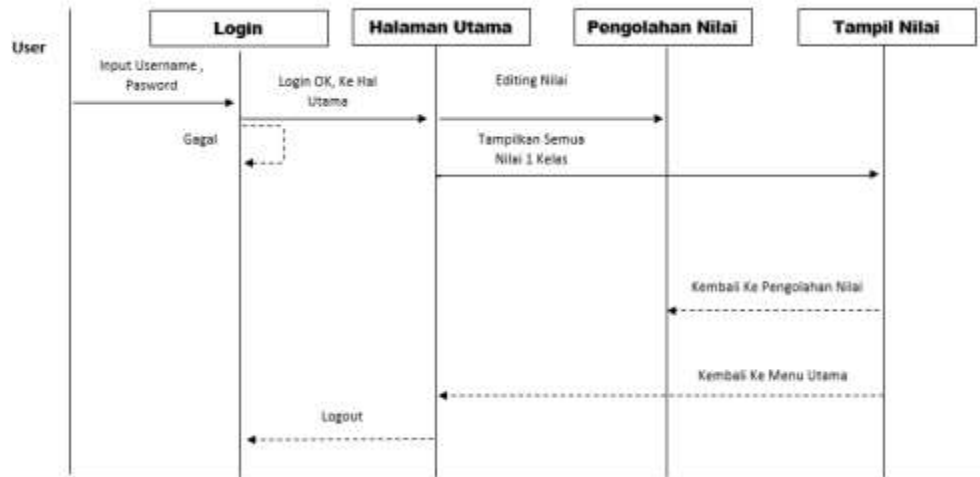 Login
Halaman Utama
Pengolahan Nilai
Tampil Nilai
User
Input Username ,
Pasword
Login OK, Ke Hal
Utama
Editing Nilai
Gagal
Tampilkan Semua
Nilai 1 Kelas
Kembali Ke Pengolahan Nilai
Kembali Ke Menu Utama
Logout